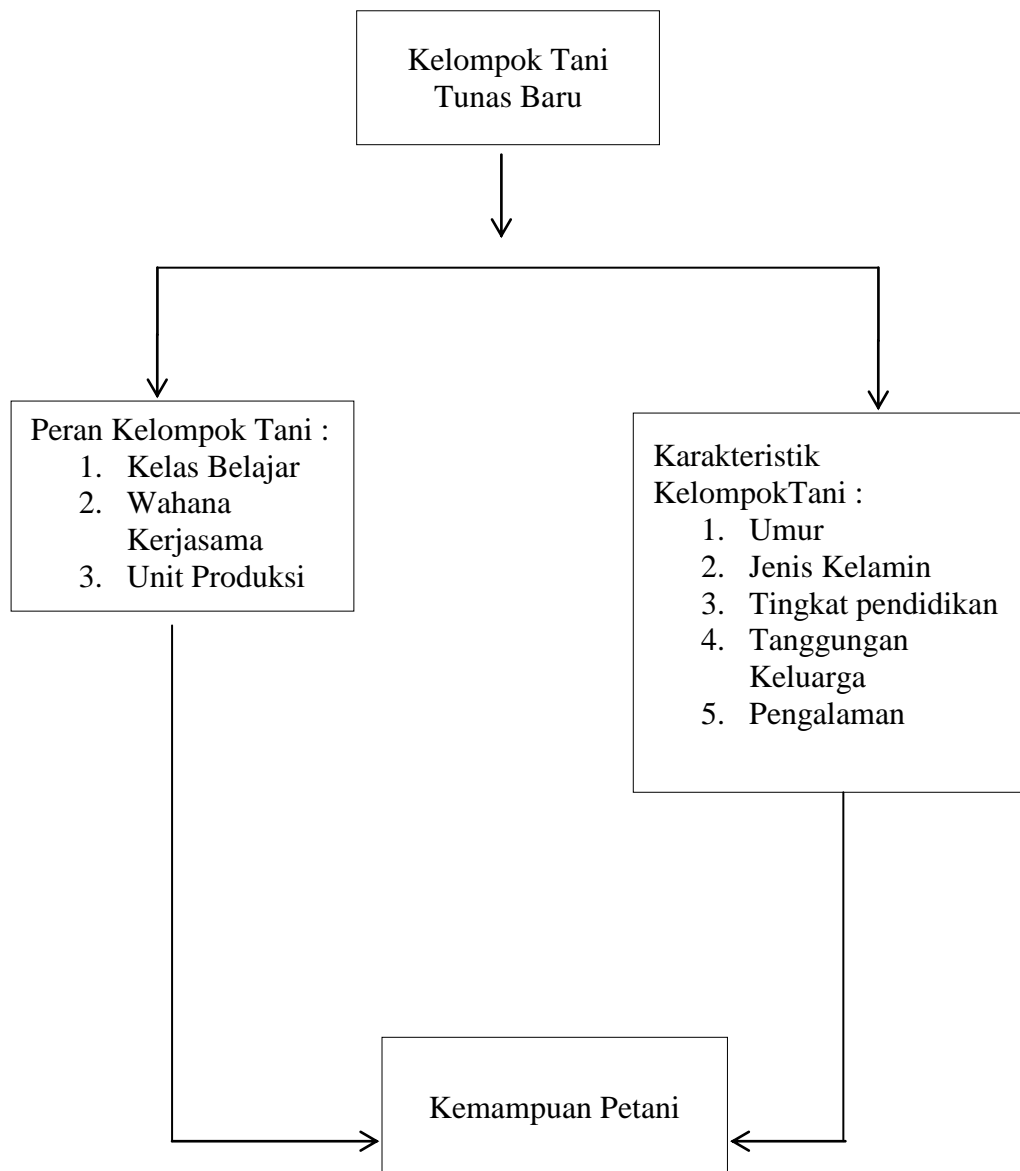 Kelompok Tani
Tunas Baru
Peran Kelompok Tani :
1. Kelas Belajar
2. Wahana
Kerjasama
3. Unit Produksi
Karakteristik
KelompokTani :
1. Umur
2. Jenis Kelamin
3. Tingkat pendidikan
4. Tanggungan
Keluarga
5. Pengalaman
Kemampuan Petani